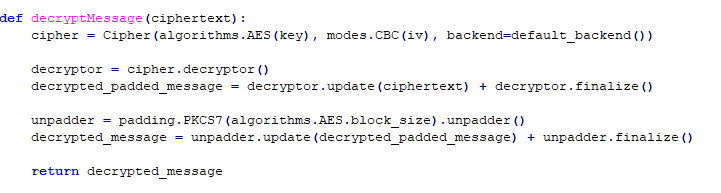 def decryptMessage(ciphertext):
    cipher = Cipher(algorithms.AES(key), modes.CBC(iv), backend=default_backend())
    decryptor = cipher.decryptor()
    decrypted_padded_message = decryptor.update(ciphertext) + decryptor.finalize()
    unpadder = padding.PKCS7(algorithms.AES.block_size).unpadder()
    decrypted_message = unpadder.update(decrypted_padded_message) + unpadder.finalize()
    return decrypted_message